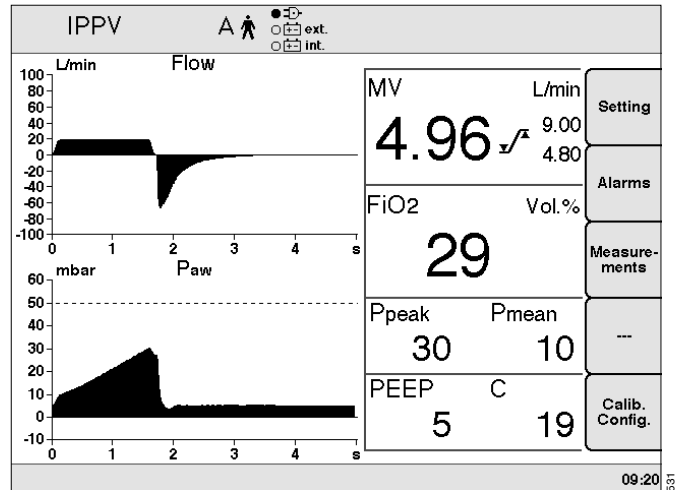 IPPV A ext.
int.
L/min Flow
100
80
60
40
20
0
-20
-40
-60
-80
-100
0 1 2 3 4 s
mbar Paw
60
50
40
30
20
10
0
-10
0 1 2 3 4 s
MV L/min
4.96 9.00
4.80
FiO2 Vol.%
29
Ppeak Pmean
30 10
PEEP C
5 19
Setting
Alarms
Measure-
ments
---
Calib.
Config.
09:20
531